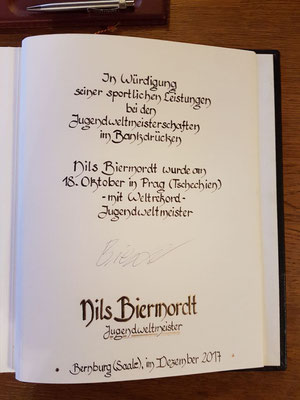 In Würdigung
seiner sportlichen Leistungen
bei den
Jugendweltmeisterschaften
im Bankdrücken
Nils Biermordt wurde am
18. Oktober in Prag (Tschechien)
- mit Weltrekord -
Jugendweltmeister
Nils Biermordt
Jugendweltmeister
Bernburg (Saale), im Dezember 2017